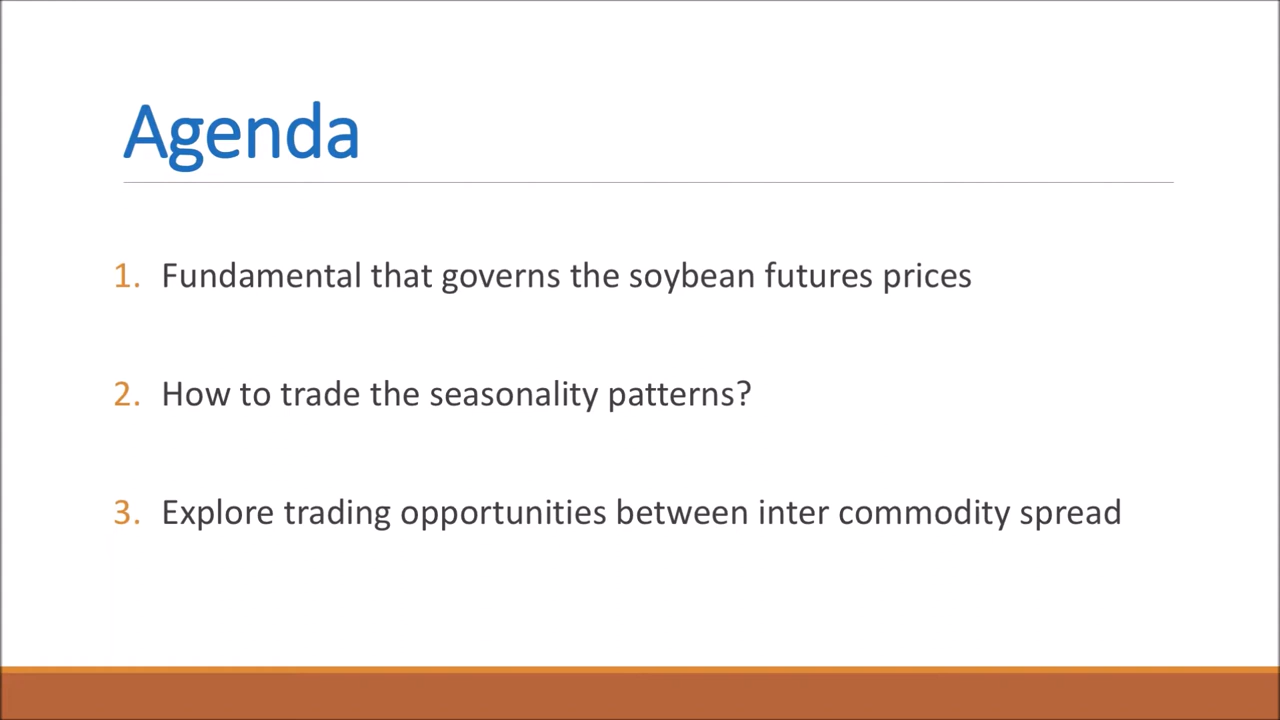 Agenda
1. Fundamental that governs the soybean futures prices
2. How to trade the seasonality patterns?
3. Explore trading opportunities between inter commodity spread